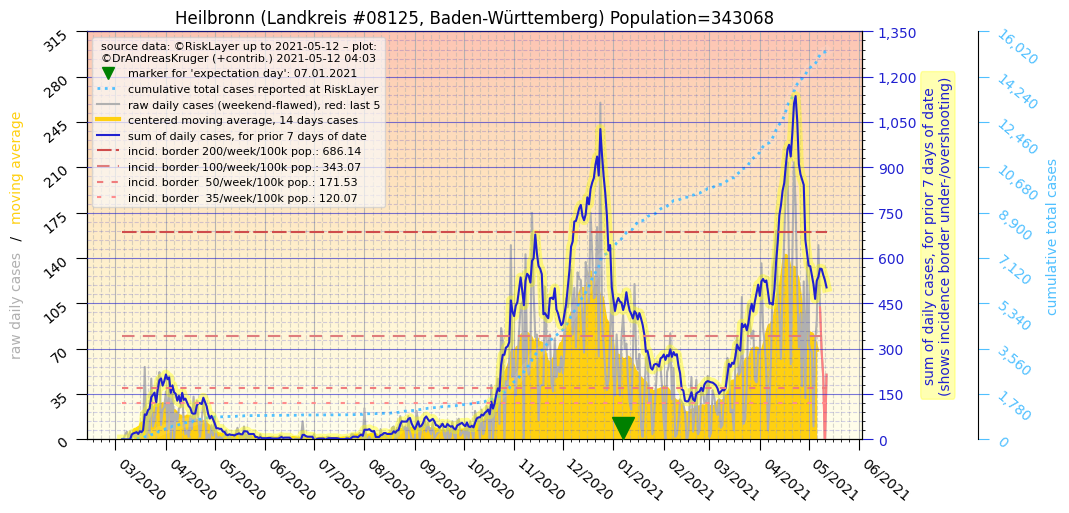 Heilbronn (Landkreis #08125, Baden-Württemberg) Population=343068
source data: ©RiskLayer up to 2021-05-12 – plot:
©DrAndreasKruger (+contrib.) 2021-05-12 04:03
marker for 'expectation day': 07.01.2021
cumulative total cases reported at RiskLayer
raw daily cases (weekend-flawed), red: last 5
centered moving average, 14 days cases
sum of daily cases, for prior 7 days of date
incid. border 200/week/100k pop.: 686.14
incid. border 100/week/100k pop.: 343.07
incid. border  50/week/100k pop.: 171.53
incid. border  35/week/100k pop.: 120.07
raw daily cases / moving average
315
280
245
210
175
140
105
70
35
0
03/2020
04/2020
05/2020
06/2020
07/2020
08/2020
09/2020
10/2020
11/2020
12/2020
01/2021
02/2021
03/2021
04/2021
05/2021
06/2021
1,350
1,200
1,050
900
750
600
450
300
150
0
sum of daily cases, for prior 7 days of date
(shows incidence border under-/overshooting)
16,020
14,240
12,460
10,680
8,900
7,120
5,340
3,560
1,780
0
cumulative total cases